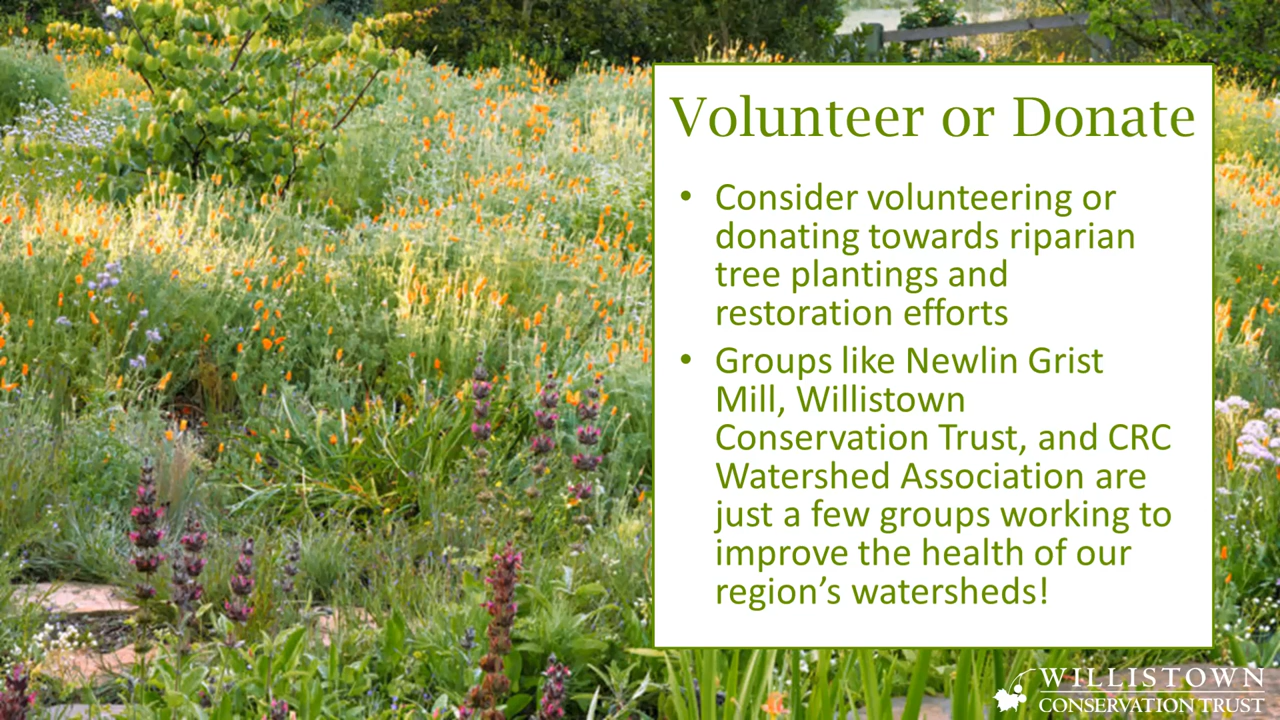 Volunteer or Donate
• Consider volunteering or
donating towards riparian
tree plantings and
restoration efforts
• Groups like Newlin Grist
Mill, Willistown
Conservation Trust, and CRC
Watershed Association are
just a few groups working to
improve the health of our
region’s watersheds!
WILLISTOWN
CONSERVATION TRUST